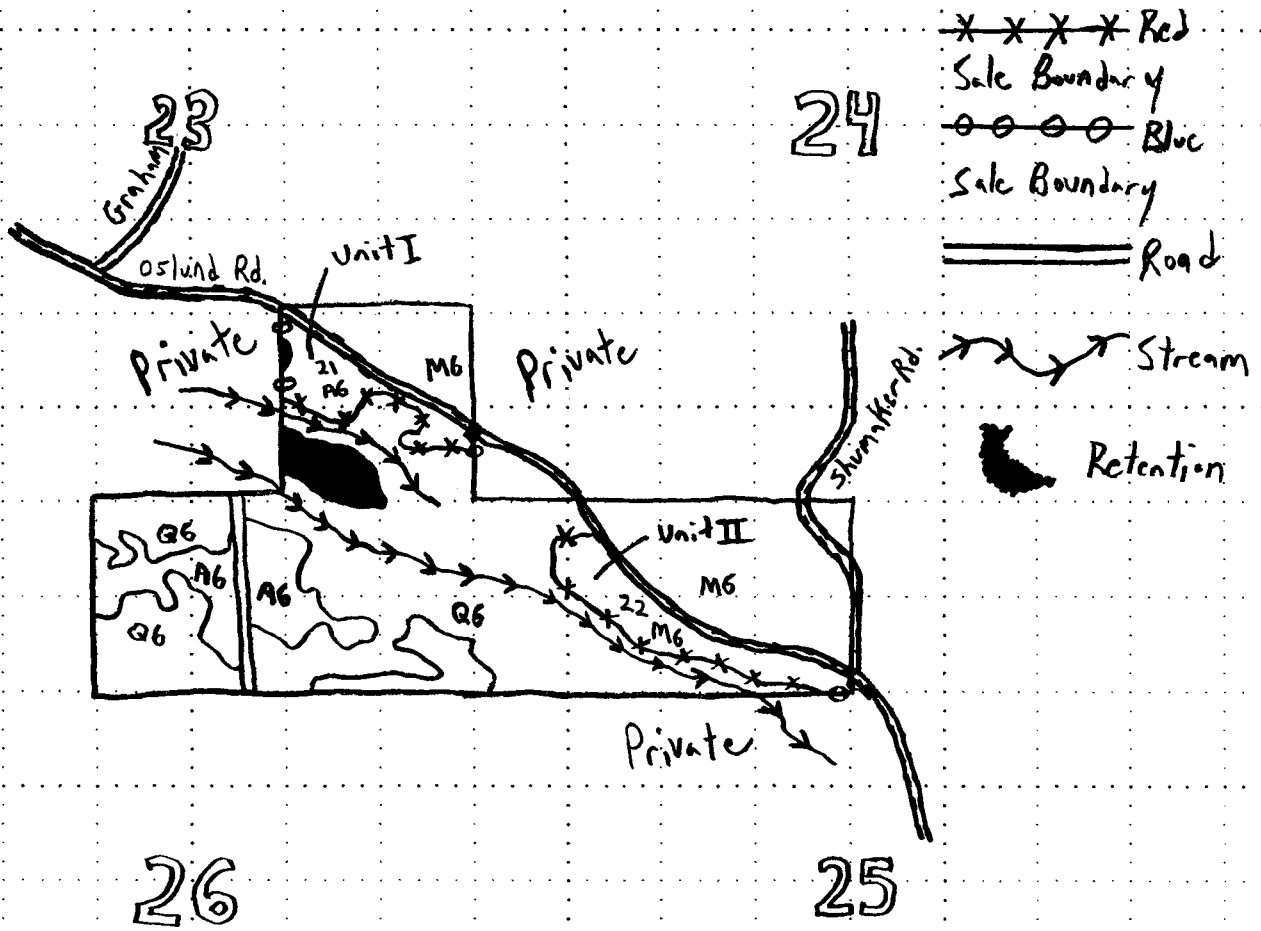 Red
Sale Boundary
Blue
Sale Boundary
Road
Stream
Retention
23
24
Graham
Oslund Rd.
Unit I
Private
21
A6
M6
Private
Shumaker Rd.
Q6
A6
A6
Q6
Q6
Unit II
M6
22
M6
Private
26
25